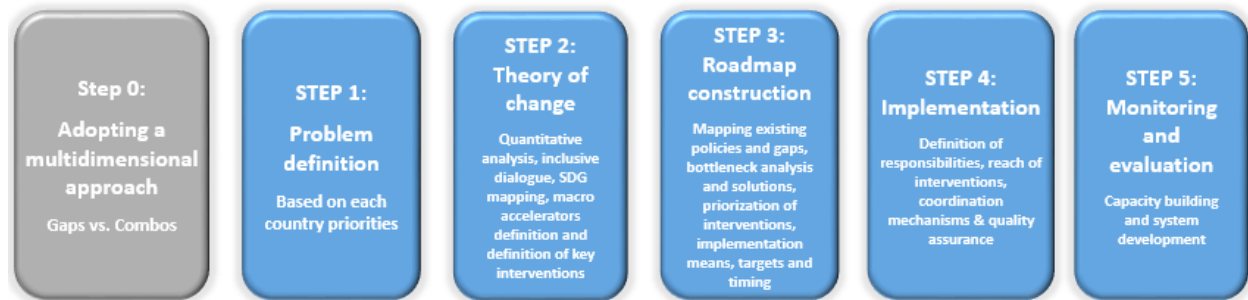 Step 0:
Adopting a
multidimensional
approach
Gaps vs. Combos
STEP 1:
Problem
definition
Based on each
country priorities
STEP 2:
Theory of
change
Quantitative
analysis, inclusive
dialogue, SDG
mapping, macro
accelerators
definition and
definition of key
interventions
STEP 3:
Roadmap
construction
Mapping existing
policies and gaps,
bottleneck analysis
and solutions,
priorization of
interventions,
implementation
means, targets and
timing
STEP 4:
Implementation
Definition of
responsibilities, reach of
interventions,
coordination
mechanisms & quality
assurance
STEP 5:
Monitoring
and
evaluation
Capacity building
and system
development